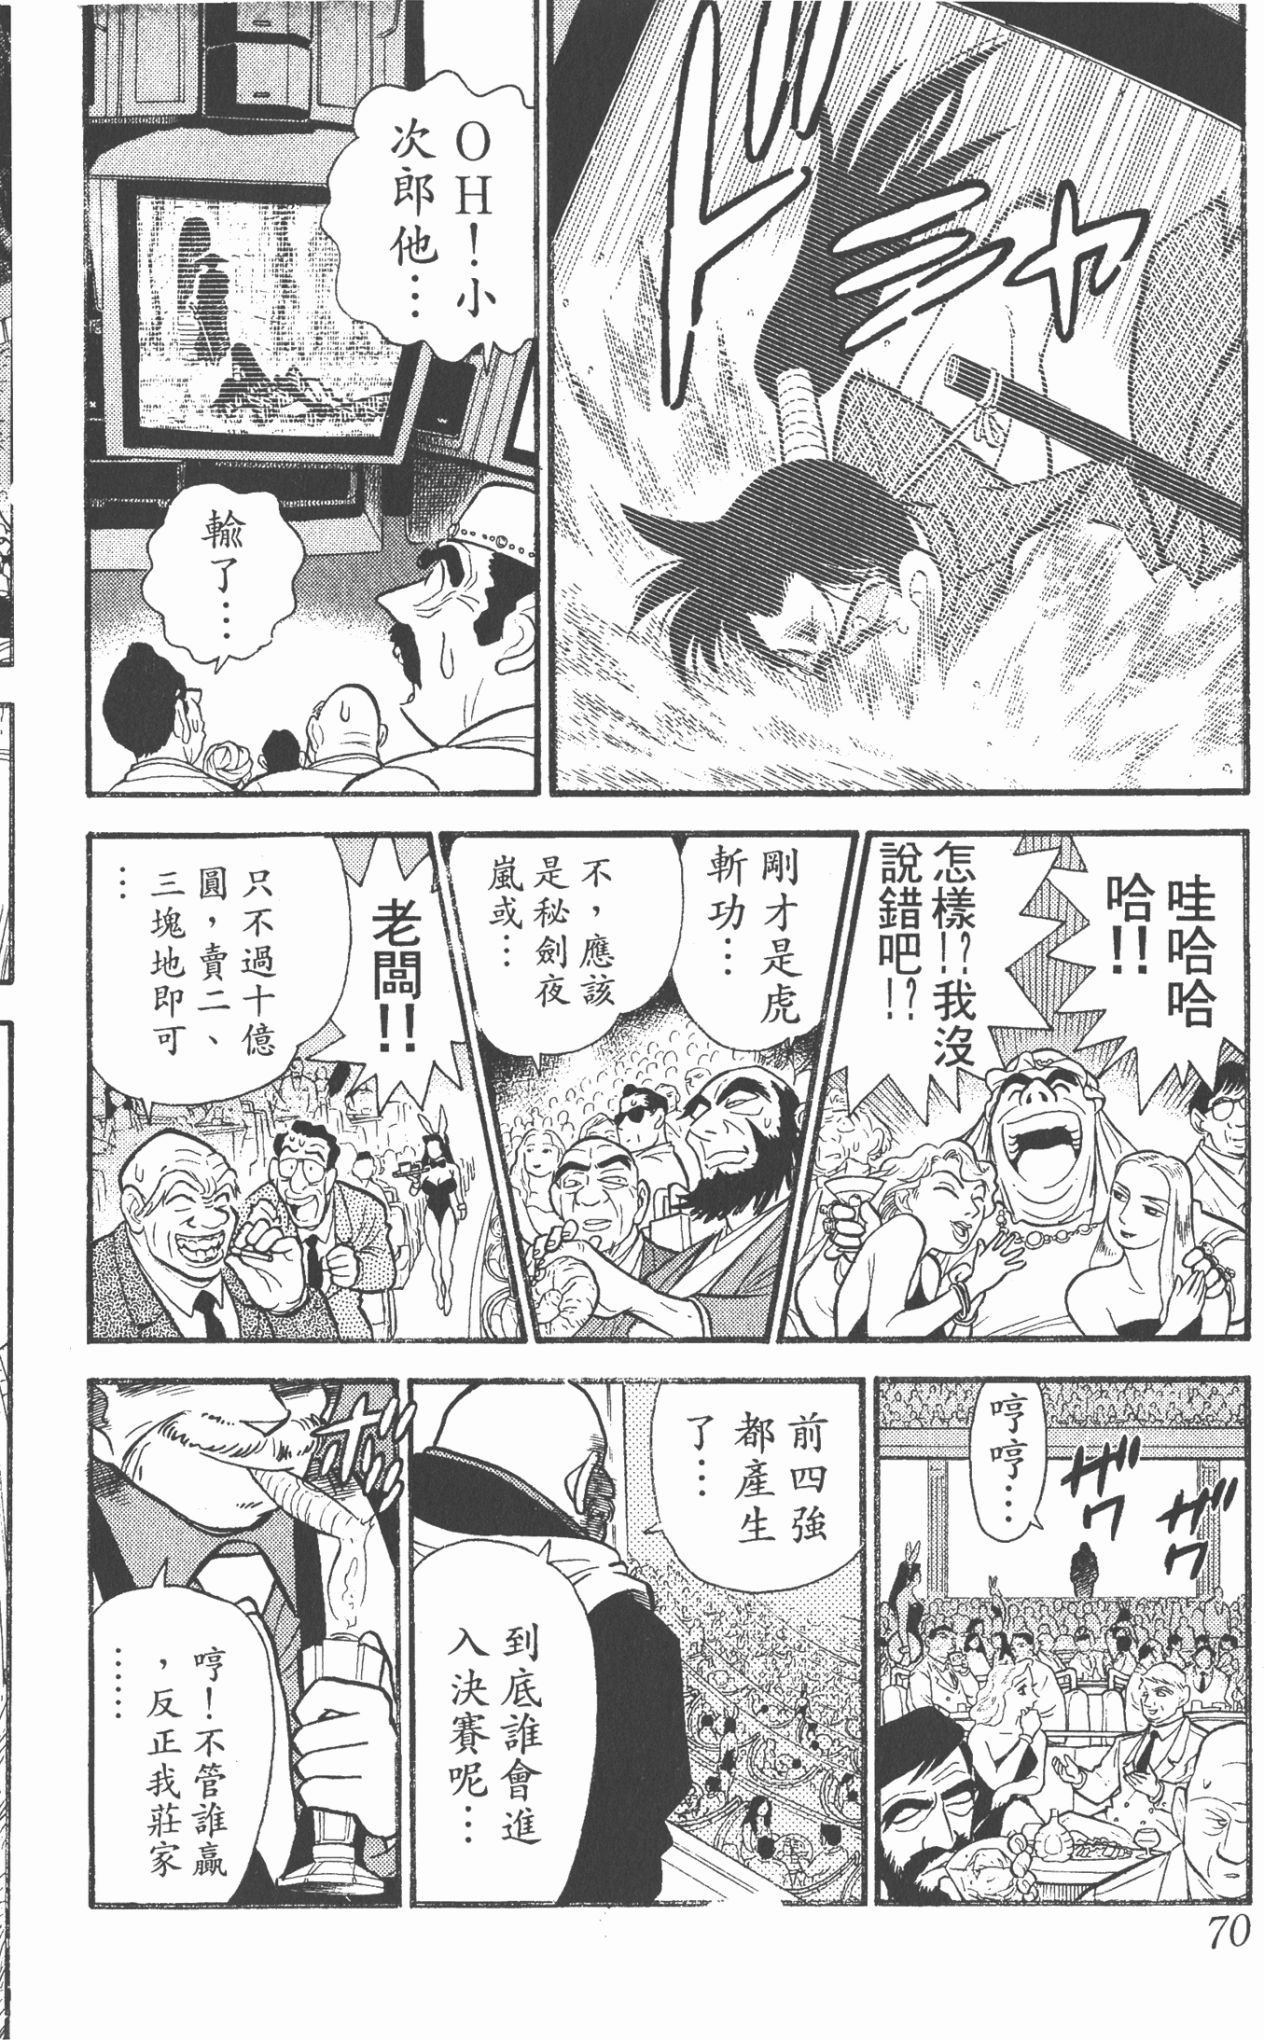 ドシャ
OH！小
次郎他…
輸了…
哇哈哈
哈!!
怎樣!?我沒
說錯吧!?
剛才是虎
斬功…
不，應該
是秘劍夜
嵐或…
老闆!!
只不過十億
圓，賣二、
三塊地即可
…
哼哼…
ザワ
ザワ
前四強
都產生
了…
到底誰會進
入決賽呢…
哼！不管誰贏
，反正我莊家
……
70